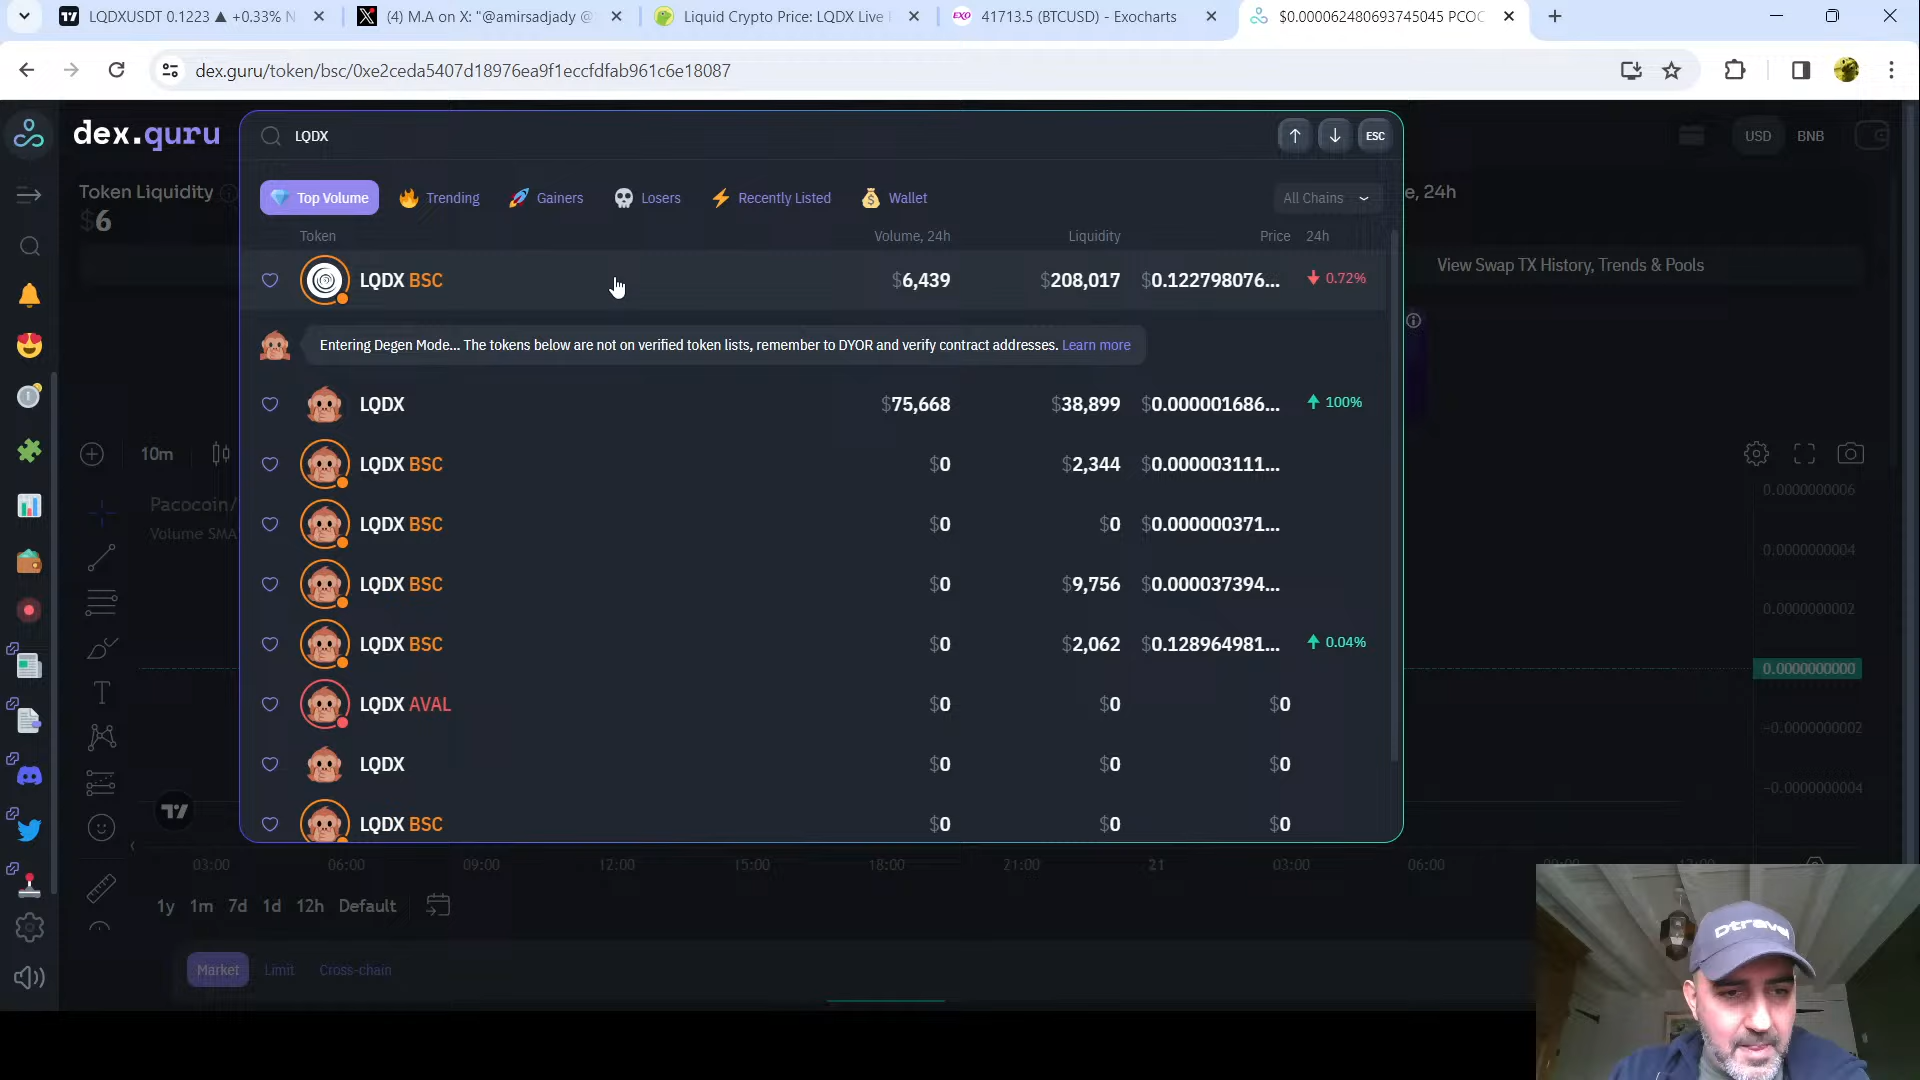 LQDXUSDT 0.1223 ▲ +0.33% N
(4) M.A on X: "@amirsadjady @
Liquid Crypto Price: LQDX Live
41713.5 (BTCUSD) - Exocharts
$0.000062480693745045 PCOC
dex.guru/token/bsc/0xe2ceda5407d18976ea9f1eccfdfab961c6e18087
dex.guru
LQDX
ESC
USD
BNB
Token Liquidity
$6
Top Volume
Trending
Gainers
Losers
Recently Listed
Wallet
All Chains
e, 24h
Token
Volume, 24h
Liquidity
Price
24h
LQDX BSC $6,439 $208,017 $0.122798076... 0.72%
View Swap TX History, Trends & Pools
Entering Degen Mode... The tokens below are not on verified token lists, remember to DYOR and verify contract addresses. Learn more
LQDX $75,668 $38,899 $0.000001686... 100%
LQDX BSC $0 $2,344 $0.000003111...
LQDX BSC $0 $0 $0.000000371...
LQDX BSC $0 $9,756 $0.000037394...
LQDX BSC $0 $2,062 $0.128964981... 0.04%
LQDX AVAL $0 $0 $0
LQDX $0 $0 $0
LQDX BSC $0 $0 $0
10m
Pacocoin/
Volume SMA
0.0000000006
0.0000000004
0.0000000002
0.0000000000
−0.0000000002
−0.0000000004
03:00
06:00
09:00
12:00
15:00
18:00
21:00
21
03:00
06:00
1y
1m
7d
1d
12h
Default
Market
Limit
Cross-chain
Dtravel